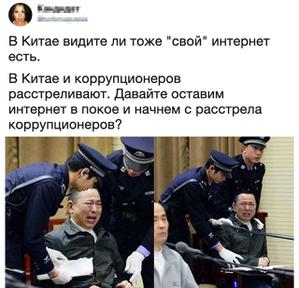 В Китае видите ли тоже "свой" интернет
есть.
В Китае и коррупционеров
расстреливают. Давайте оставим
интернет в покое и начнем с расстрела
коррупционеров?